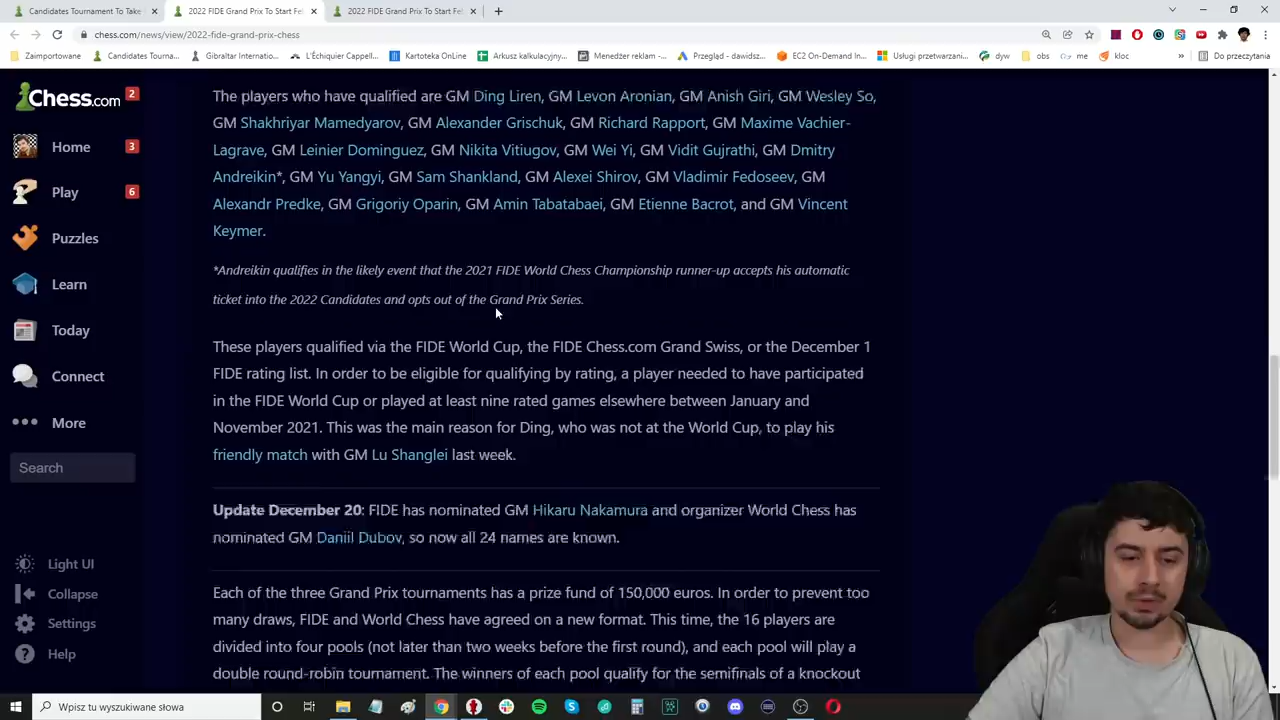 Candidates Tournament To Take
2022 FIDE Grand Prix To Start Fel
2022 FIDE Grand Prix To Start Fel
chess.com/news/view/2022-fide-grand-prix-chess
Zaimportowane
Candidates Tourna...
Gibraltar Internatio...
L'Échiquier Cappell...
Kartoteka OnLine
Arkusz kalkulacyjny...
Menedżer reklam -...
Przegląd – dawidsz...
EC2 On-Demand In...
Usługi przetwarzani...
dyw
obs
me
kloc
»
Do przeczytania
Chess.com
2
Home
3
Play
6
Puzzles
Learn
Today
Connect
More
Search
Light UI
Collapse
Settings
Help
The players who have qualified are GM Ding Liren, GM Levon Aronian, GM Anish Giri, GM Wesley So,
GM Shakhriyar Mamedyarov, GM Alexander Grischuk, GM Richard Rapport, GM Maxime Vachier-
Lagrave, GM Leinier Dominguez, GM Nikita Vitiugov, GM Wei Yi, GM Vidit Gujrathi, GM Dmitry
Andreikin*, GM Yu Yangyi, GM Sam Shankland, GM Alexei Shirov, GM Vladimir Fedoseev, GM
Alexandr Predke, GM Grigoriy Oparin, GM Amin Tabatabaei, GM Etienne Bacrot, and GM Vincent
Keymer.
*Andreikin qualifies in the likely event that the 2021 FIDE World Chess Championship runner-up accepts his automatic
ticket into the 2022 Candidates and opts out of the Grand Prix Series.
These players qualified via the FIDE World Cup, the FIDE Chess.com Grand Swiss, or the December 1
FIDE rating list. In order to be eligible for qualifying by rating, a player needed to have participated
in the FIDE World Cup or played at least nine rated games elsewhere between January and
November 2021. This was the main reason for Ding, who was not at the World Cup, to play his
friendly match with GM Lu Shanglei last week.
Update December 20: FIDE has nominated GM Hikaru Nakamura and organizer World Chess has
nominated GM Daniil Dubov, so now all 24 names are known.
Each of the three Grand Prix tournaments has a prize fund of 150,000 euros. In order to prevent too
many draws, FIDE and World Chess have agreed on a new format. This time, the 16 players are
divided into four pools (not later than two weeks before the first round), and each pool will play a
double round-robin tournament. The winners of each pool qualify for the semifinals of a knockout
Wpisz tu wyszukiwane słowa